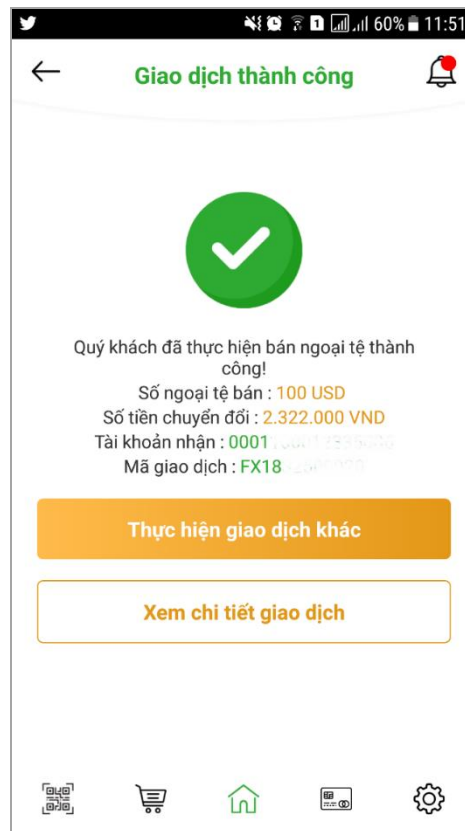 60% 11:51
Giao dịch thành công
Quý khách đã thực hiện bán ngoại tệ thành
công!
Số ngoại tệ bán : 100 USD
Số tiền chuyển đổi : 2.322.000 VND
Tài khoản nhận : 0001
Mã giao dịch : FX18
Thực hiện giao dịch khác
Xem chi tiết giao dịch